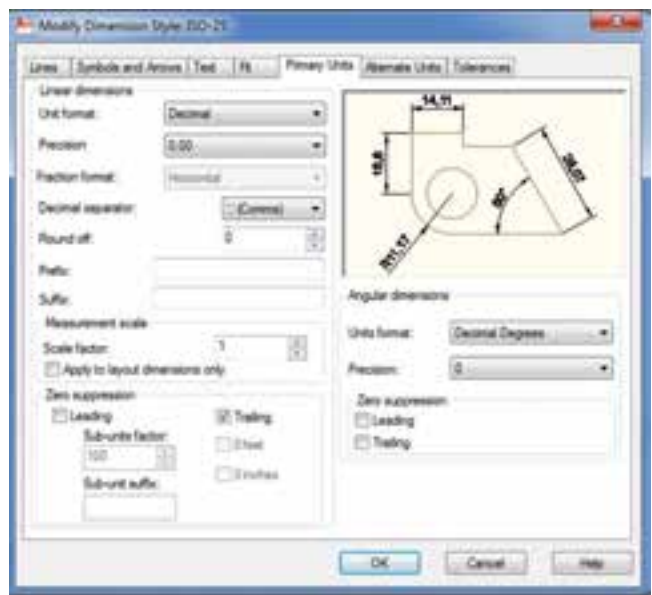 Modify Dimension Style: ISO-25
Lines Symbols and Arrows Text Fit Primary Units Alternate Units Tolerances
Linear dimensions
Unit format: Decimal
Precision 0.00
Fraction format: Horizontal
Decimal separator: ',' (Comma)
Round off: 0
Prefix:
Suffix:
Measurement scale
Scale factor: 1
Apply to layout dimensions only
Zero suppression
Leading
Trailing
Sub-units factor:
100
0 feet
0 inches
Sub-unit suffix:
14,11
16,6
28,07
60°
R11,17
Angular dimensions
Units format: Decimal Degrees
Precision: 0
Zero suppression
Leading
Trailing
OK Cancel Help